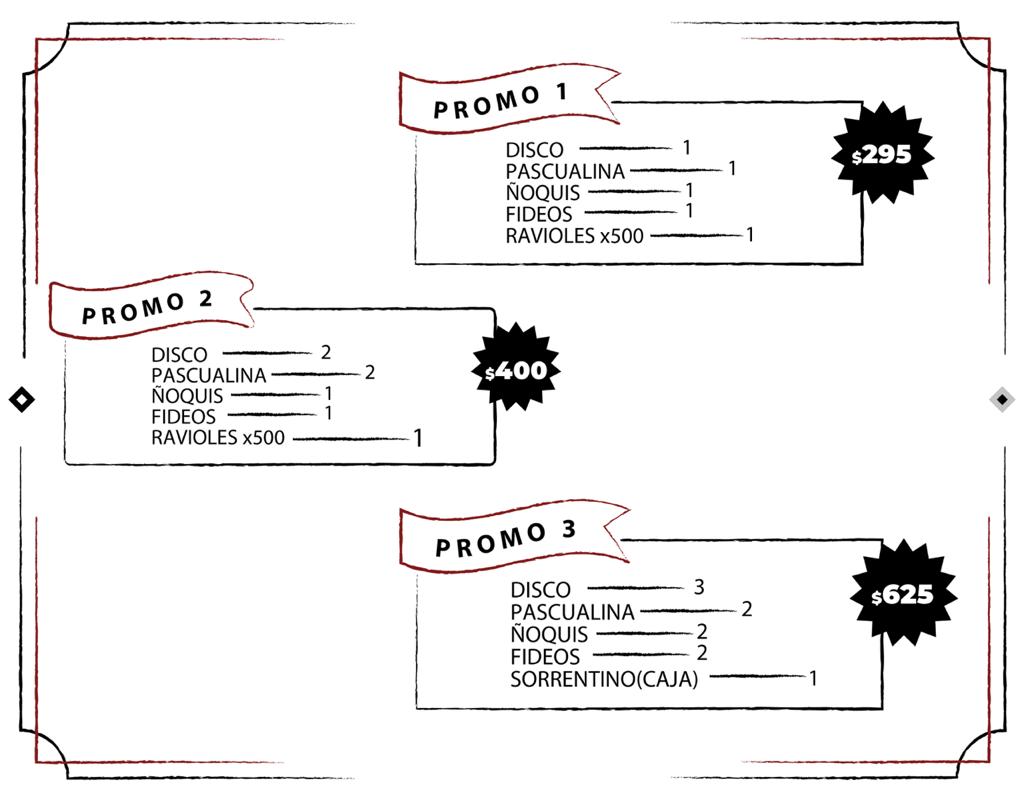 PROMO 1
DISCO 1
PASCUALINA 1
ÑOQUIS 1
FIDEOS 1
RAVIOLES x500 1
$295
PROMO 2
DISCO 2
PASCUALINA 2
ÑOQUIS 1
FIDEOS 1
RAVIOLES x500 1
$400
PROMO 3
DISCO 3
PASCUALINA 2
ÑOQUIS 2
FIDEOS 2
SORRENTINO(CAJA) 1
$625